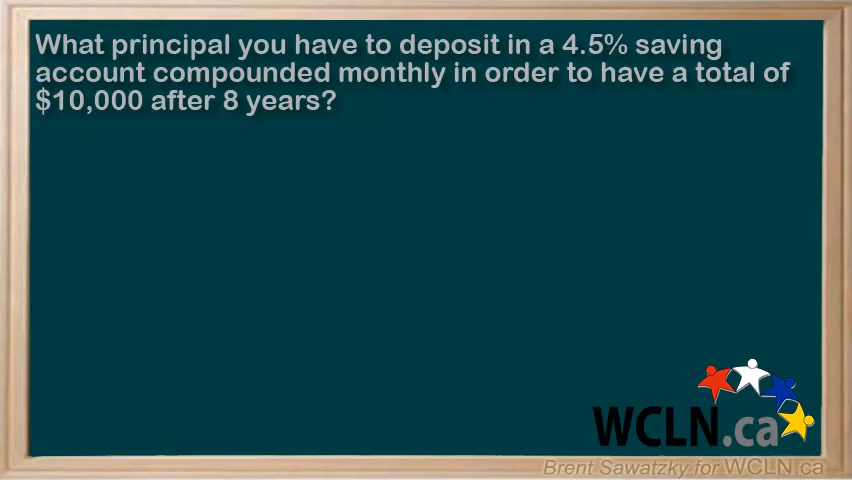 What principal you have to deposit in a 4.5% saving
account compounded monthly in order to have a total of
$10,000 after 8 years?
WCLN.ca
Brent Sawatzky for WCLN.ca